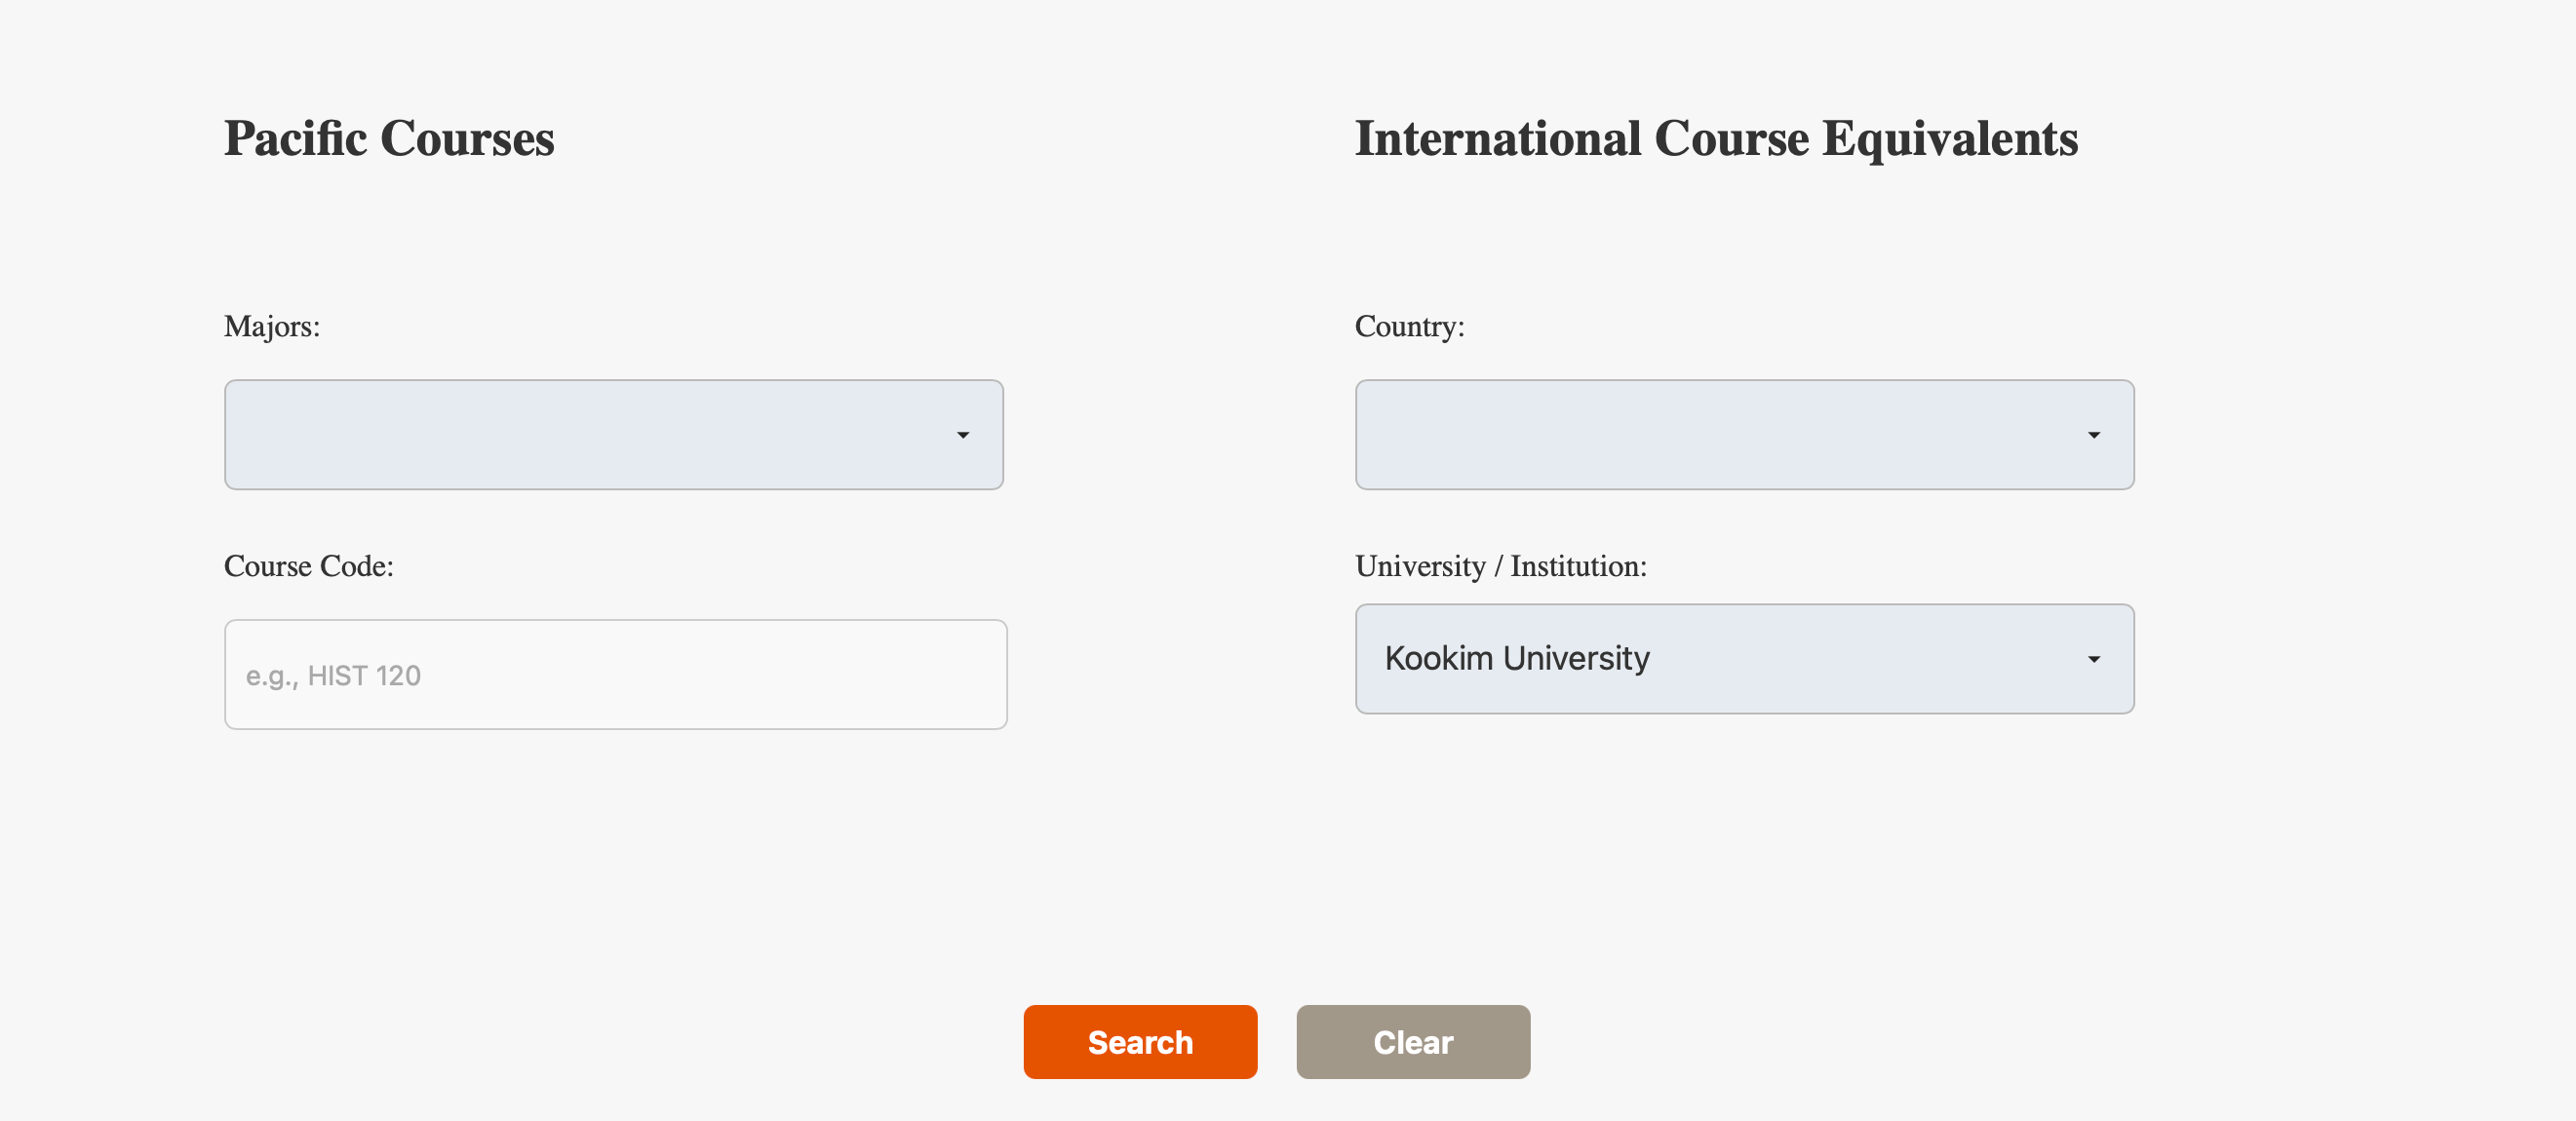 Pacific Courses
International Course Equivalents
Majors:
Country:
Course Code:
University / Institution:
e.g., HIST 120
Kookim University
Search
Clear